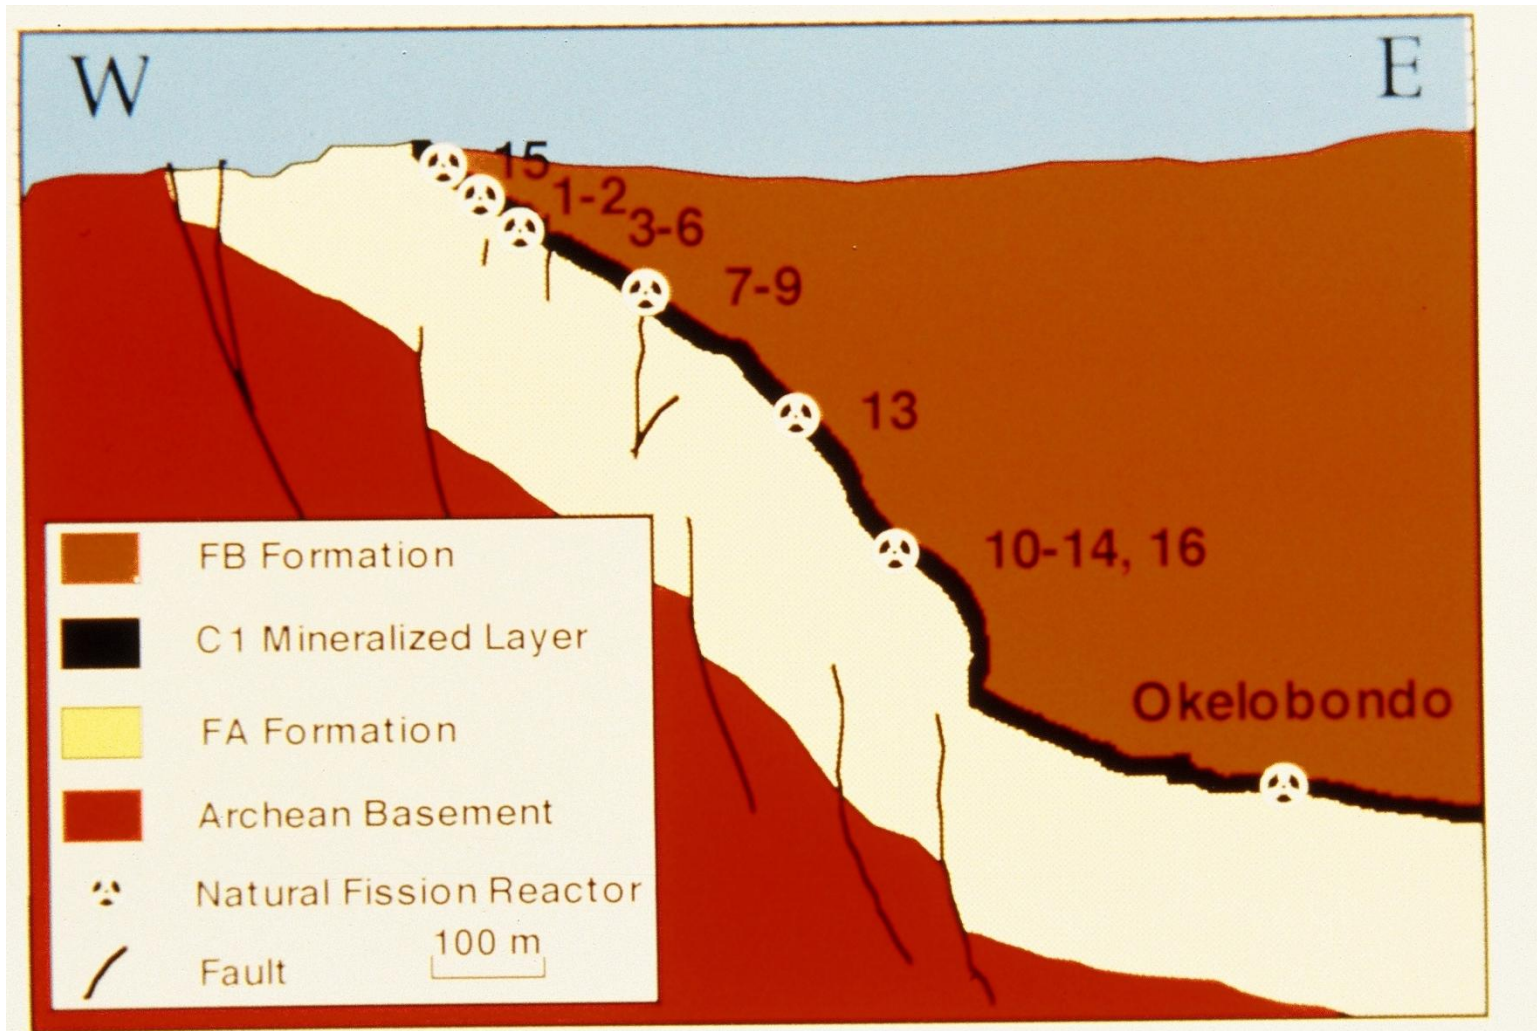 W
E
15
1-2
3-6
7-9
13
10-14, 16
Okelobondo
FB Formation
C1 Mineralized Layer
FA Formation
Archean Basement
Natural Fission Reactor
100 m
Fault